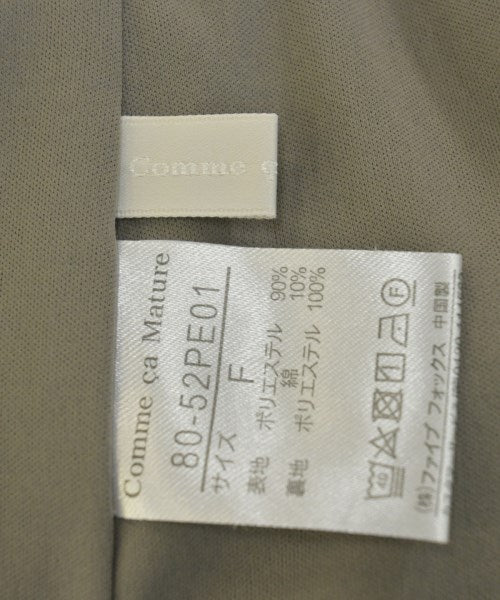 Comme ç
Comme ça Mature
80-52PE01
サイズ F
表地 ポリエステル 90%
綿 10%
裏地 ポリエステル 100%
40
F
(株)ファイブ フォックス 中国製